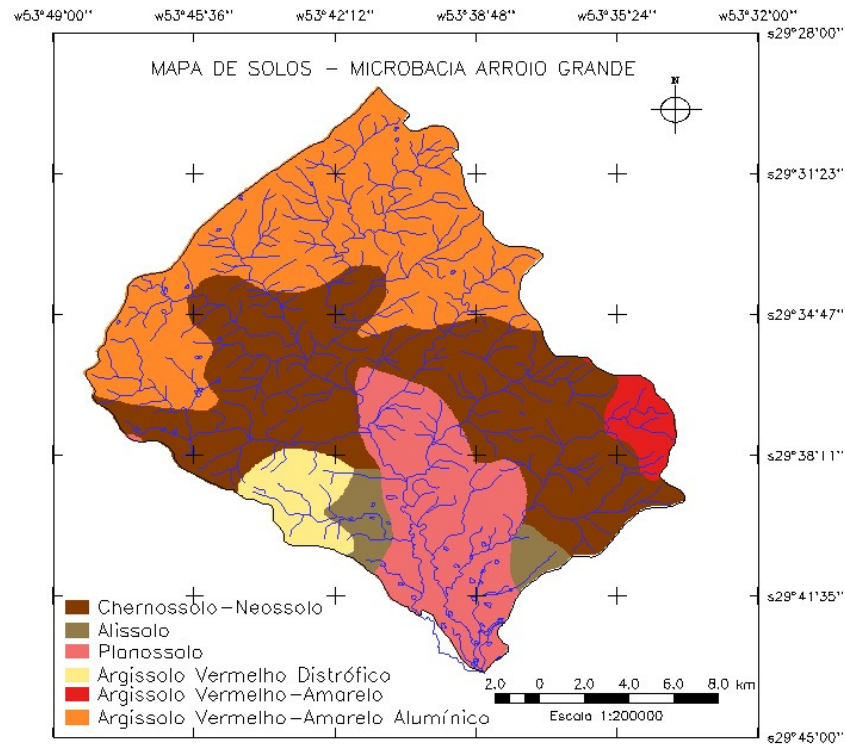 w53°49'00'' w53°45'36'' w53°42'12'' w53°38'48'' w53°35'24'' w53°32'00''
s29°28'00''
MAPA DE SOLOS - MICROBACIA ARROIO GRANDE
N
s29°31'23''
s29°34'47''
s29°38'11''
s29°41'35''
Chernossolo-Neossolo
Alissolo
Planossolo
Argissolo Vermelho Distrófico
Argissolo Vermelho-Amarelo
Argissolo Vermelho-Amarelo Alumínico
2.0 0 2.0 4.0 6.0 8.0 km
Escala 1:200000
s29°45'00''